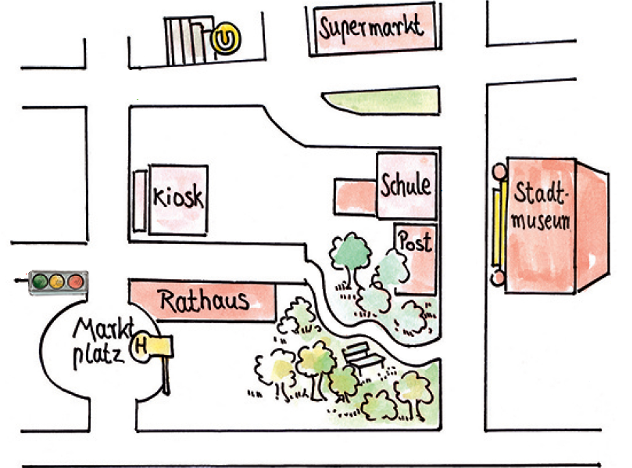 Supermarkt
U
Kiosk
Schule
Stadt-
museum
Post
Rathaus
Markt
platz
H